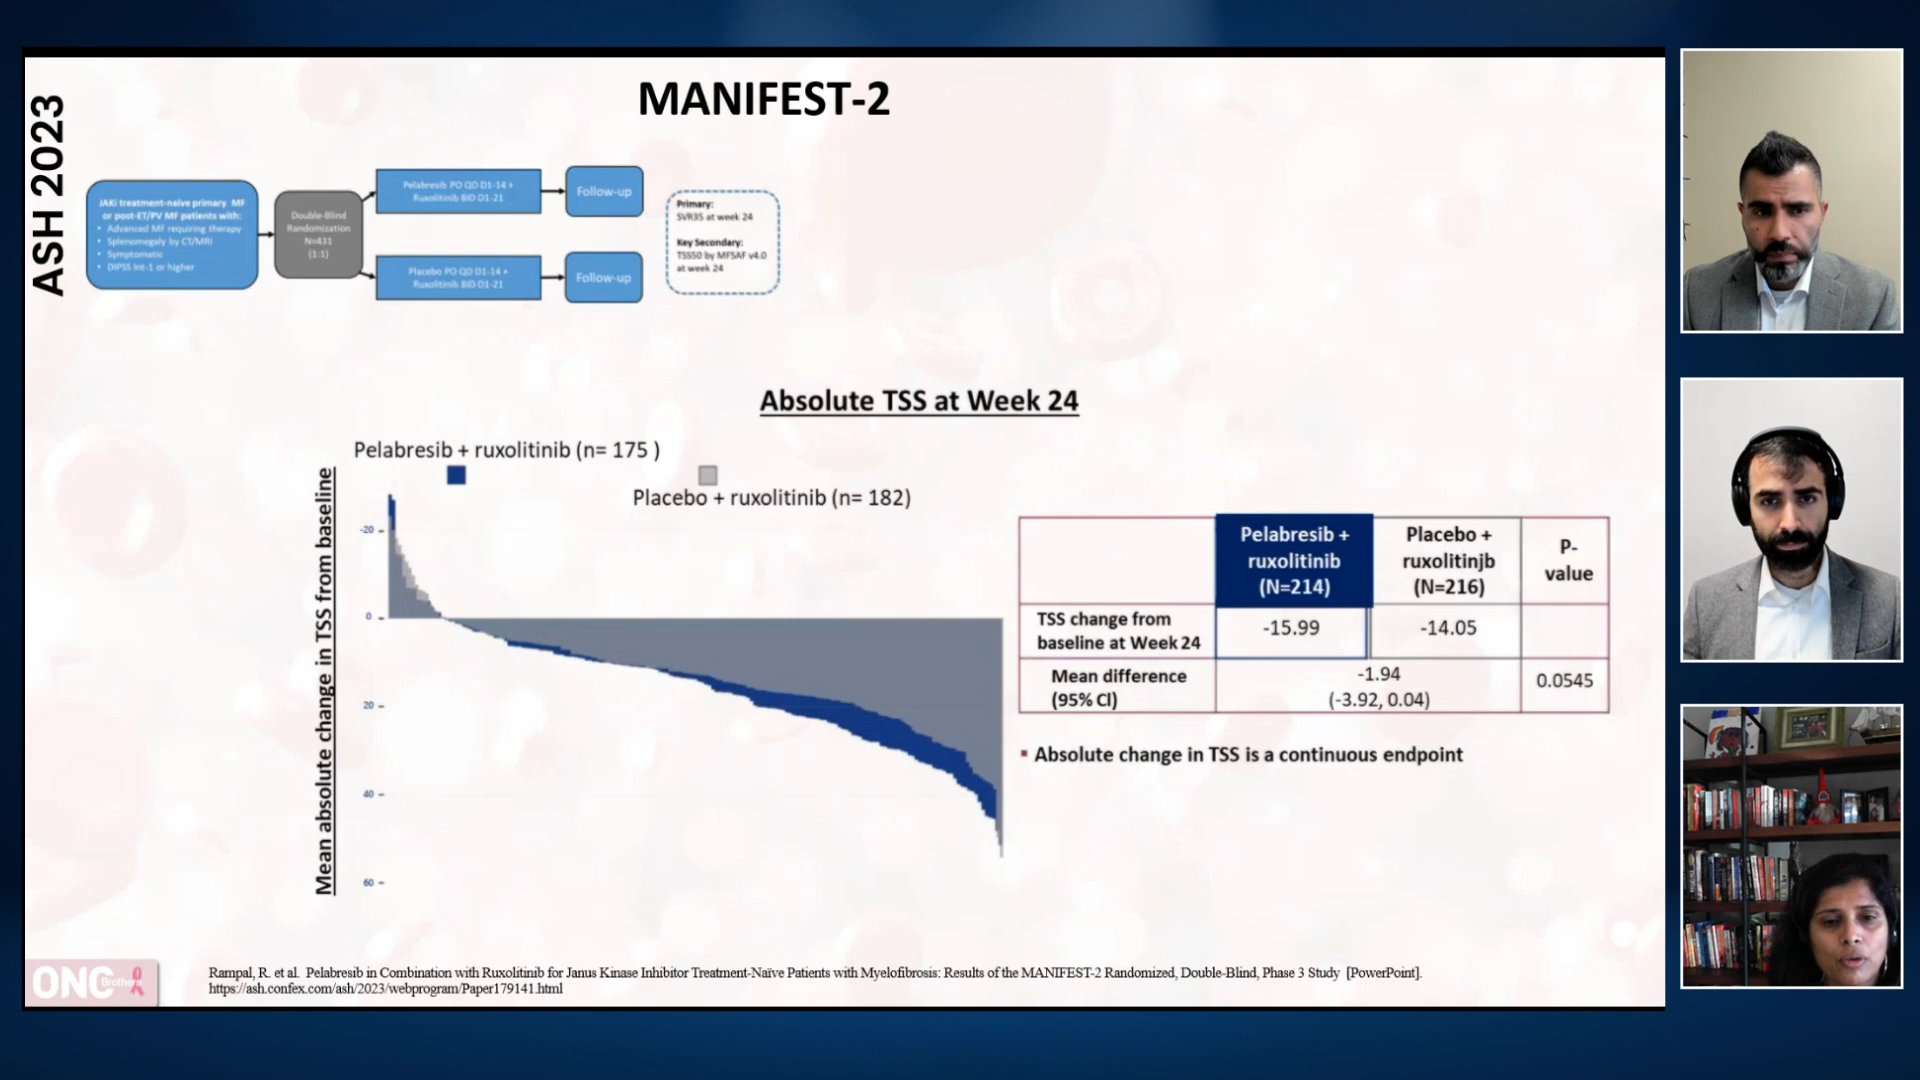 MANIFEST-2
ASH 2023
JAKi treatment-naïve primary MF
or post-ET/PV MF patients with:
• Advanced MF requiring therapy
• Splenomegaly by CT/MRI
• Symptomatic
• DIPSS Int-1 or higher
Double-Blind
Randomization
N=431
(1:1)
Pelabresib PO QD D1-14 +
Ruxolitinib BID D1-21
Follow-up
Placebo PO QD D1-14 +
Ruxolitinib BID D1-21
Follow-up
Primary:
SVR35 at week 24
Key Secondary:
TSS50 by MFSAF v4.0
at week 24
Absolute TSS at Week 24
Pelabresib + ruxolitinib (n= 175 )
Placebo + ruxolitinib (n= 182)
Mean absolute change in TSS from baseline
-20
0
20
40
60
Pelabresib +
ruxolitinib
(N=214)
Placebo +
ruxolitinjb
(N=216)
P-
value
TSS change from
baseline at Week 24
-15.99
-14.05
Mean difference
(95% CI)
-1.94
(-3.92, 0.04)
0.0545
▪ Absolute change in TSS is a continuous endpoint
ONC Brothers
Rampal, R. et al. Pelabresib in Combination with Ruxolitinib for Janus Kinase Inhibitor Treatment-Naïve Patients with Myelofibrosis: Results of the MANIFEST-2 Randomized, Double-Blind, Phase 3 Study [PowerPoint].
https://ash.confex.com/ash/2023/webprogram/Paper179141.html